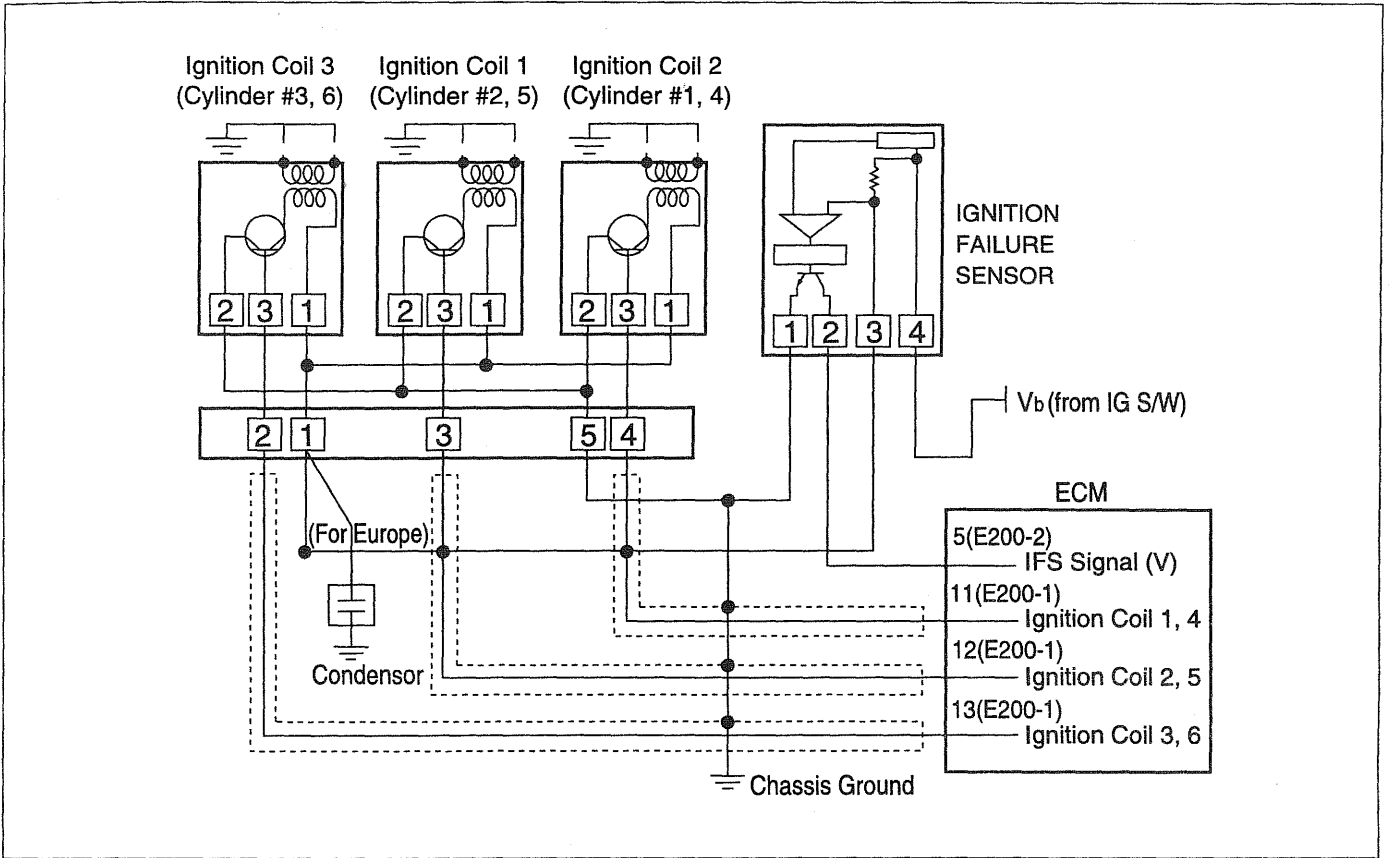 Ignition Coil 3
(Cylinder #3, 6)
Ignition Coil 1
(Cylinder #2, 5)
Ignition Coil 2
(Cylinder #1, 4)
IGNITION
FAILURE
SENSOR
2 3 1
2 3 1
2 3 1
1 2 3 4
Vb (from IG S/W)
2 1 3 5 4
ECM
(For Europe)
5(E200-2)
IFS Signal (V)
11(E200-1)
Ignition Coil 1, 4
12(E200-1)
Ignition Coil 2, 5
13(E200-1)
Ignition Coil 3, 6
Condensor
Chassis Ground